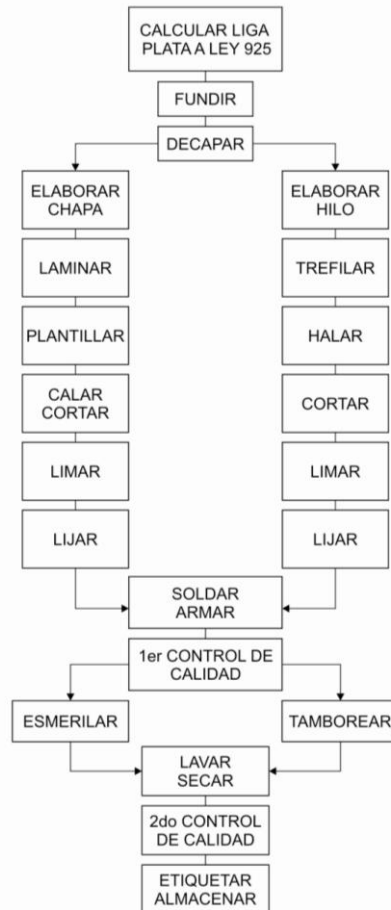 CALCULAR LIGA
PLATA A LEY 925
FUNDIR
DECAPAR
ELABORAR
CHAPA
LAMINAR
PLANTILLAR
CALAR
CORTAR
LIMAR
LIJAR
ELABORAR
HILO
TREFILAR
HALAR
CORTAR
LIMAR
LIJAR
SOLDAR
ARMAR
1er CONTROL DE
CALIDAD
ESMERILAR
TAMBOREAR
LAVAR
SECAR
2do CONTROL
DE CALIDAD
ETIQUETAR
ALMACENAR